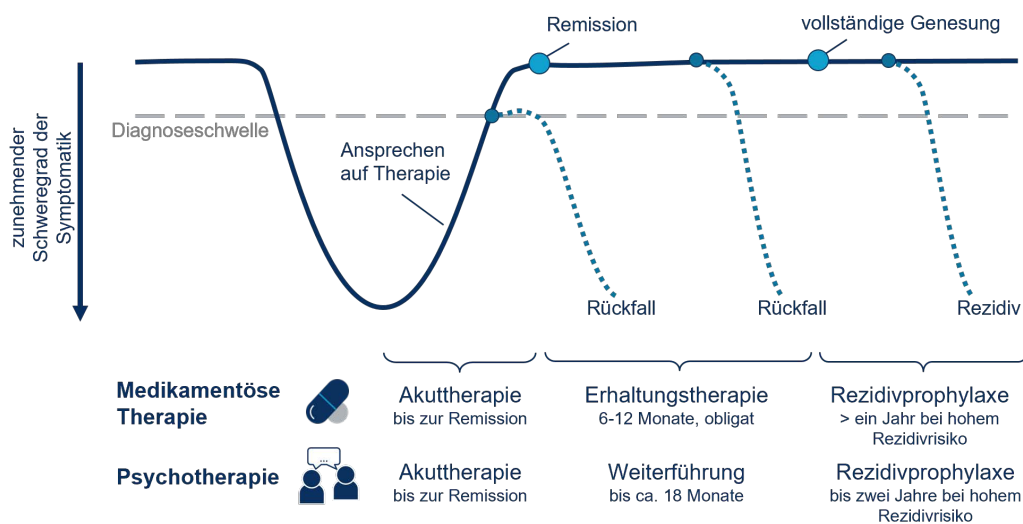 Remission
vollständige Genesung
Diagnoseschwelle
Ansprechen
auf Therapie
zunehmender
Schweregrad der
Symptomatik
Rückfall
Rückfall
Rezidiv
Medikamentöse
Therapie
Akuttherapie
bis zur Remission
Erhaltungstherapie
6-12 Monate, obligat
Rezidivprophylaxe
> ein Jahr bei hohem
Rezidivrisiko
Psychotherapie
...
Akuttherapie
bis zur Remission
Weiterführung
bis ca. 18 Monate
Rezidivprophylaxe
bis zwei Jahre bei hohem
Rezidivrisiko